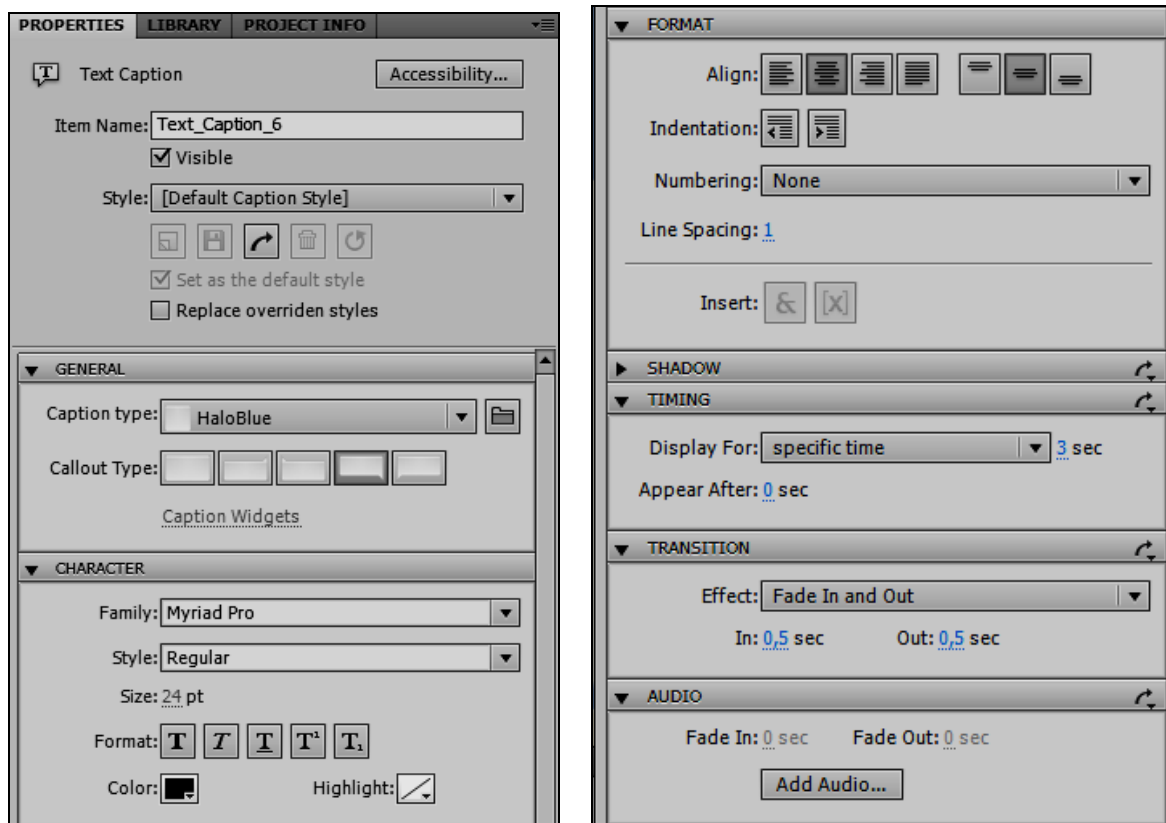 PROPERTIES LIBRARY PROJECT INFO
Text Caption Accessibility...
Item Name: Text_Caption_6
Visible
Style: [Default Caption Style]
Set as the default style
Replace overriden styles
GENERAL
Caption type: HaloBlue
Callout Type:
Caption Widgets
CHARACTER
Family: Myriad Pro
Style: Regular
Size: 24 pt
Format: T T T T¹ T₁
Color: Highlight:
FORMAT
Align:
Indentation:
Numbering: None
Line Spacing: 1
Insert: & [X]
SHADOW
TIMING
Display For: specific time 3 sec
Appear After: 0 sec
TRANSITION
Effect: Fade In and Out
In: 0,5 sec Out: 0,5 sec
AUDIO
Fade In: 0 sec Fade Out: 0 sec
Add Audio...